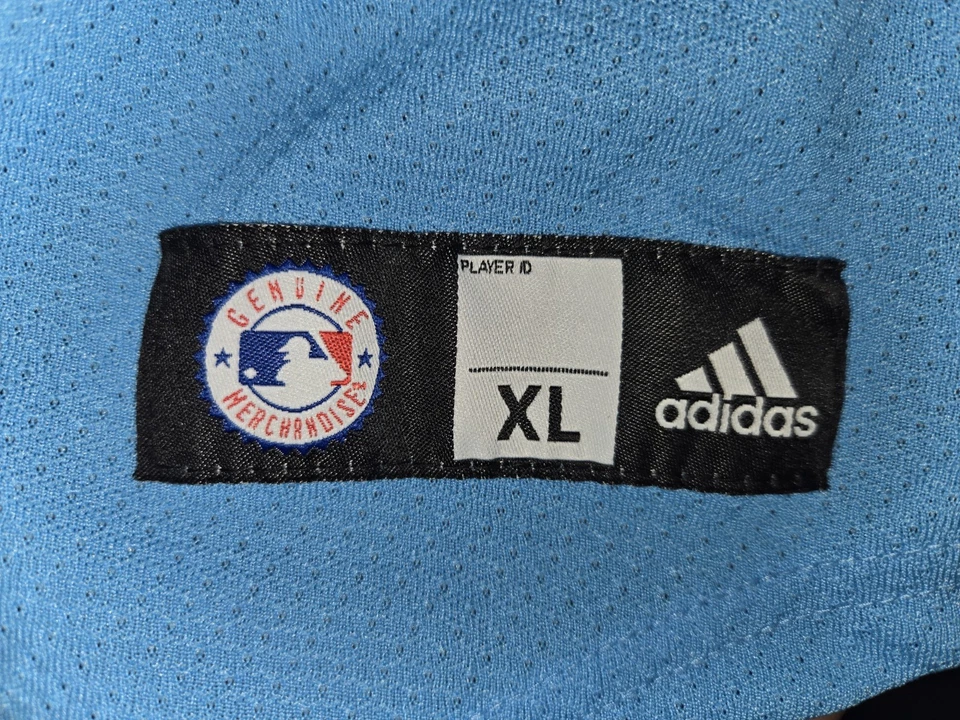 GENUINE
MERCHANDISE
PLAYER ID
XL
adidas